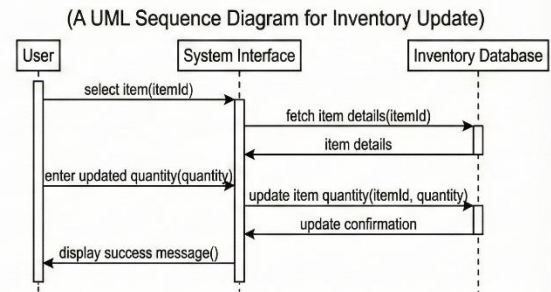 (A UML Sequence Diagram for Inventory Update)
User
System Interface
Inventory Database
select item(itemId)
fetch item details(itemId)
item details
enter updated quantity(quantity)
update item quantity(itemId, quantity)
update confirmation
display success message()